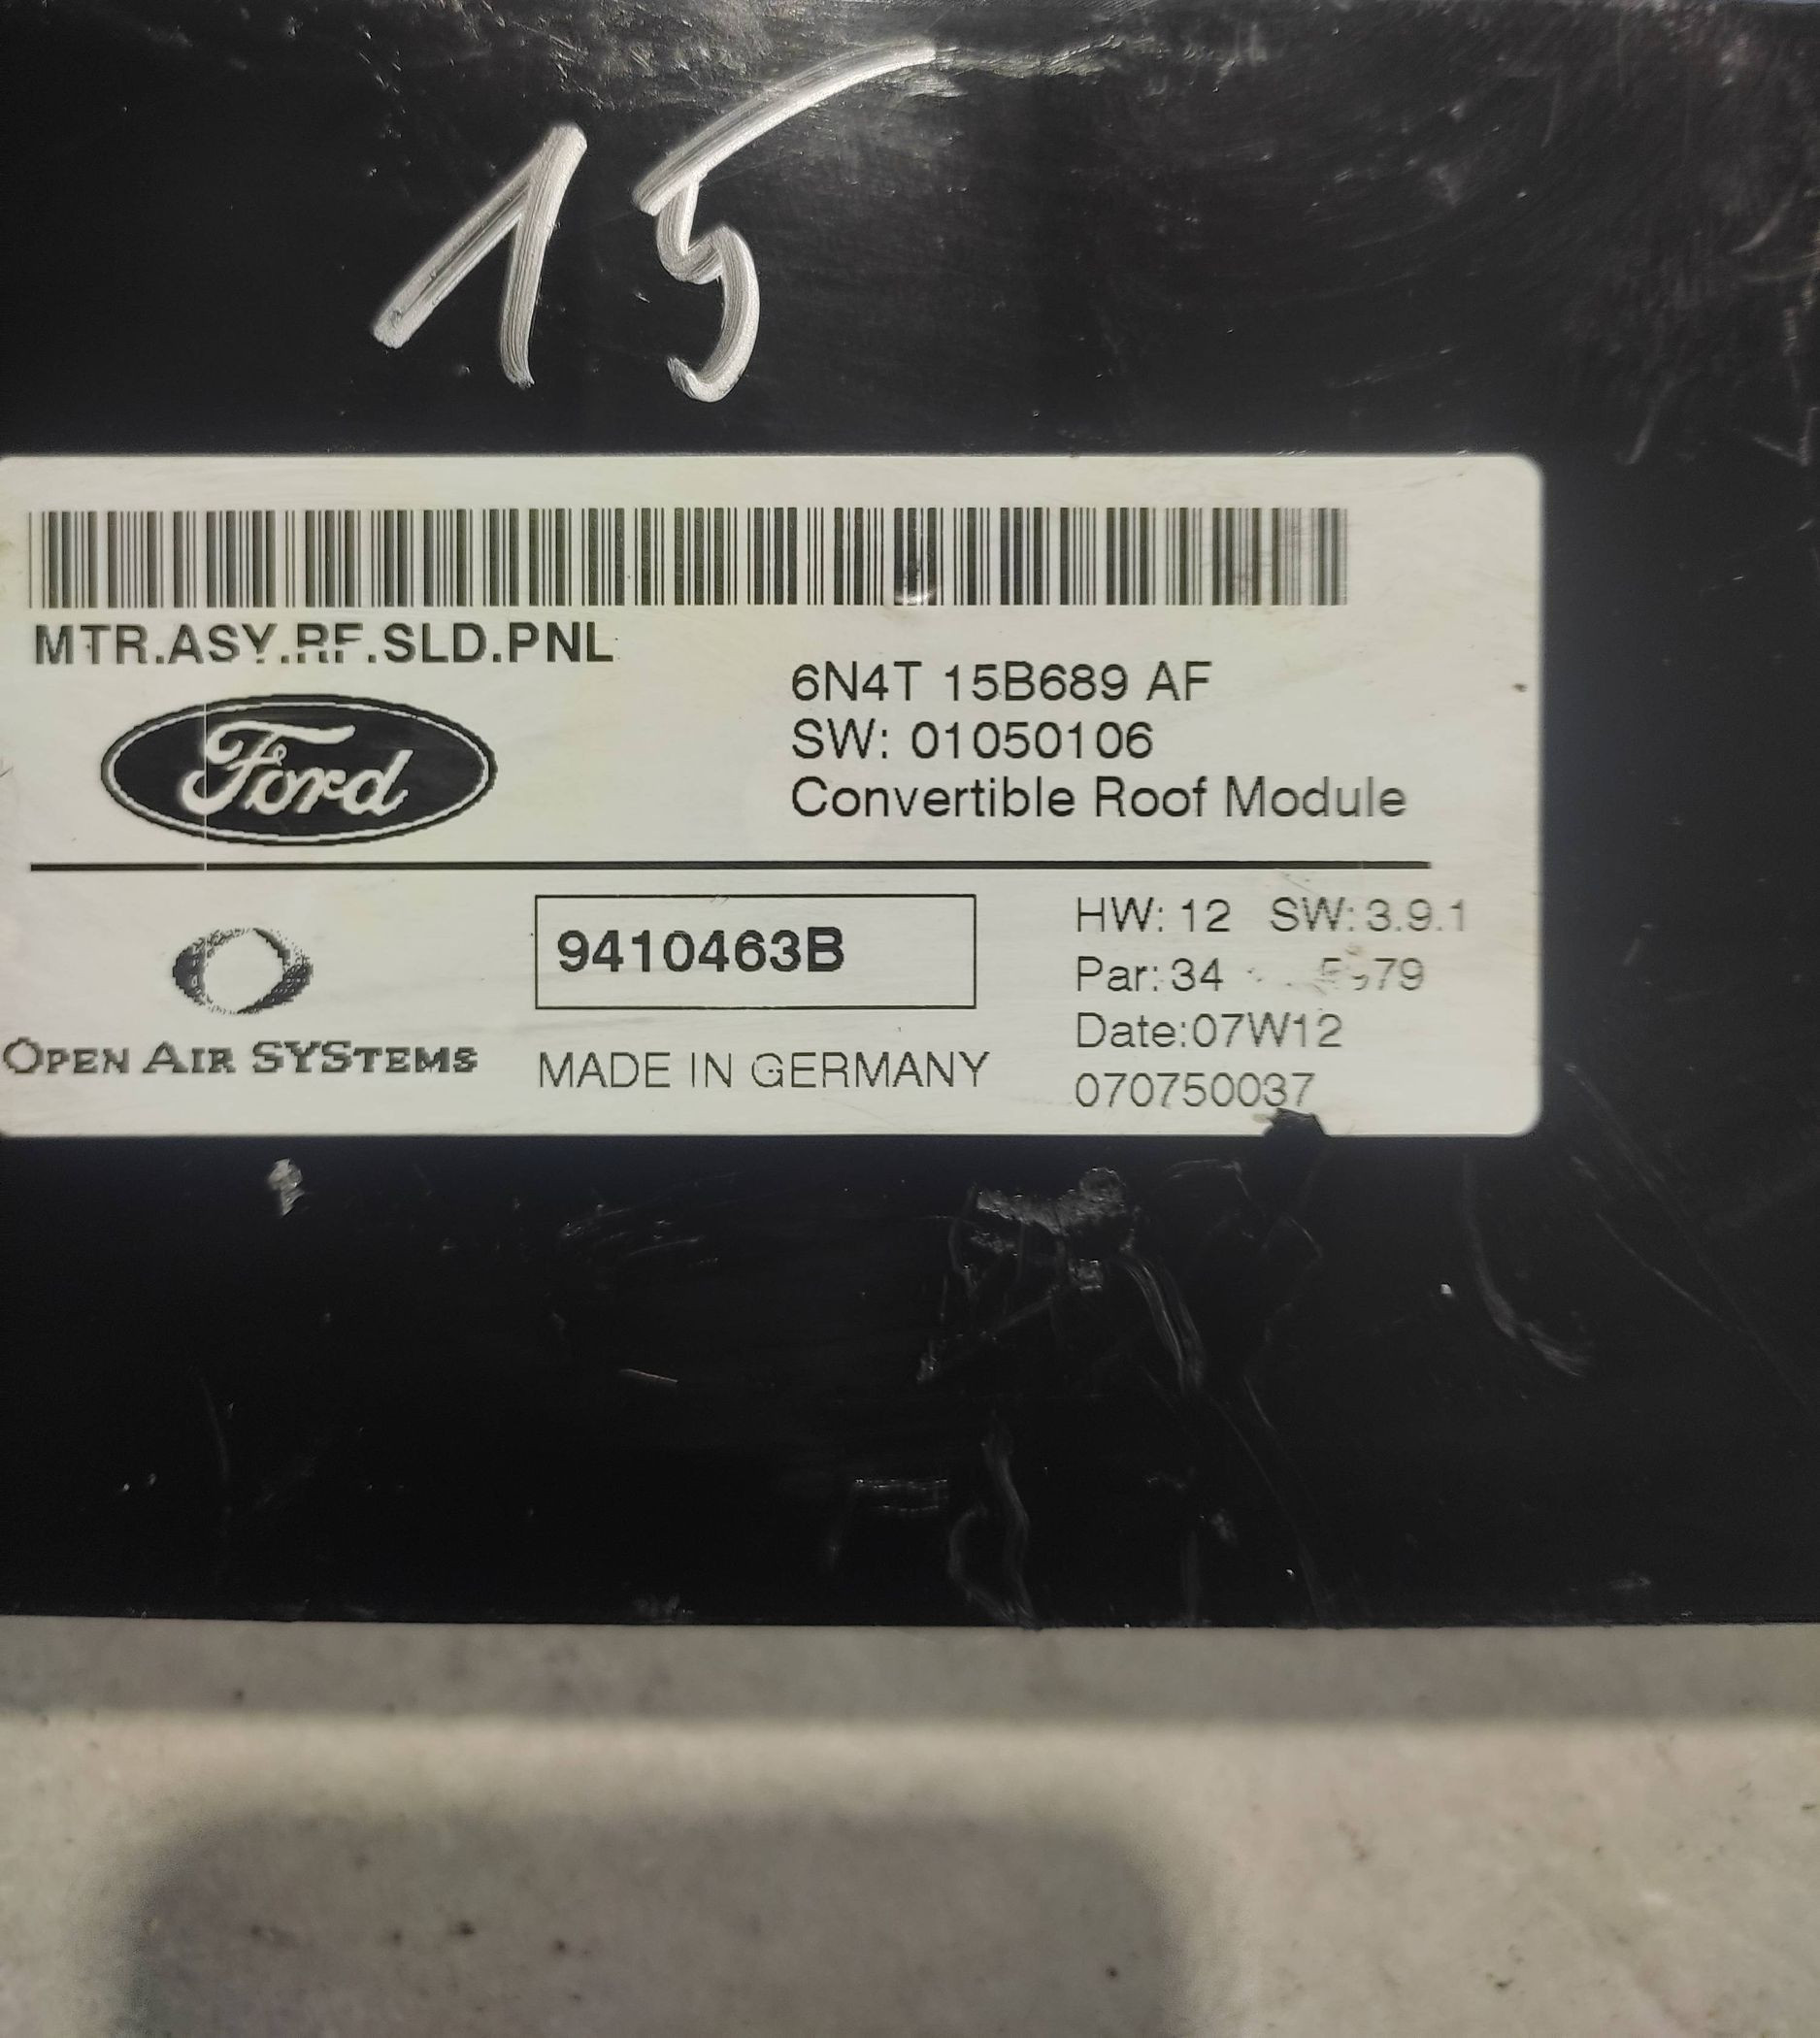 15
MTR.ASY.RF.SLD.PNL
6N4T 15B689 AF
SW: 01050106
Convertible Roof Module
Ford
HW: 12 SW: 3.9.1
9410463B
Par: 34
Date:07W12
OPEN AIR SYSTEMS
MADE IN GERMANY
070750037